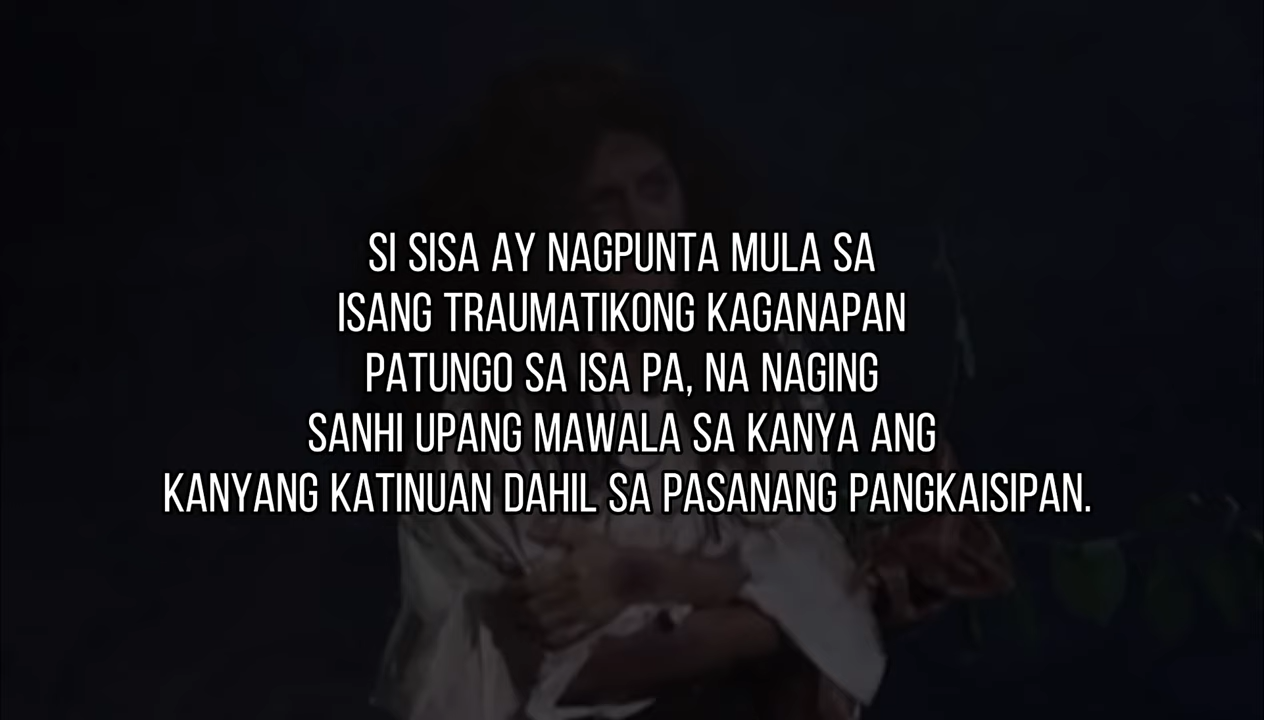 SI SISA AY NAGPUNTA MULA SA
ISANG TRAUMATIKONG KAGANAPAN
PATUNGO SA ISA PA, NA NAGING
SANHI UPANG MAWALA SA KANYA ANG
KANYANG KATINUAN DAHIL SA PASANANG PANGKAISIPAN.